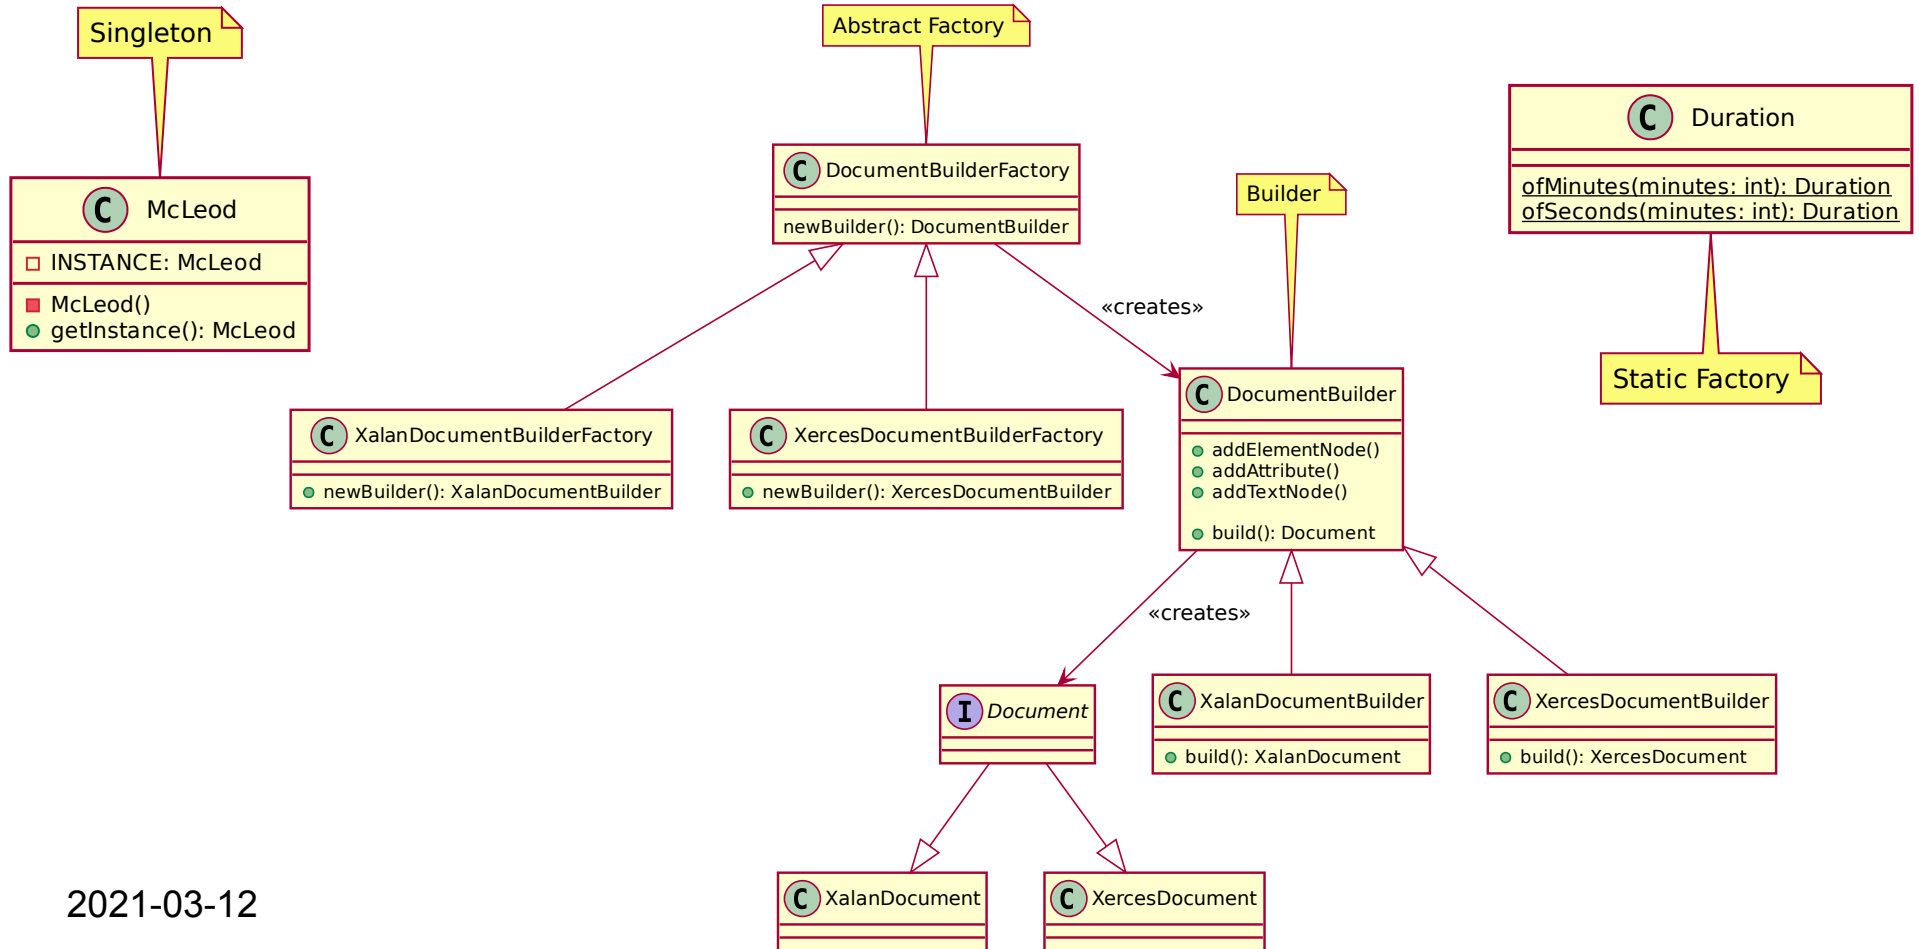 Singleton
C McLeod
INSTANCE: McLeod
McLeod()
getInstance(): McLeod
Abstract Factory
C DocumentBuilderFactory
newBuilder(): DocumentBuilder
«creates»
C XalanDocumentBuilderFactory
newBuilder(): XalanDocumentBuilder
C XercesDocumentBuilderFactory
newBuilder(): XercesDocumentBuilder
Builder
C DocumentBuilder
addElementNode()
addAttribute()
addTextNode()
build(): Document
«creates»
I Document
C XalanDocumentBuilder
build(): XalanDocument
C XercesDocumentBuilder
build(): XercesDocument
C XalanDocument
C XercesDocument
C Duration
ofMinutes(minutes: int): Duration
ofSeconds(minutes: int): Duration
Static Factory
2021-03-12